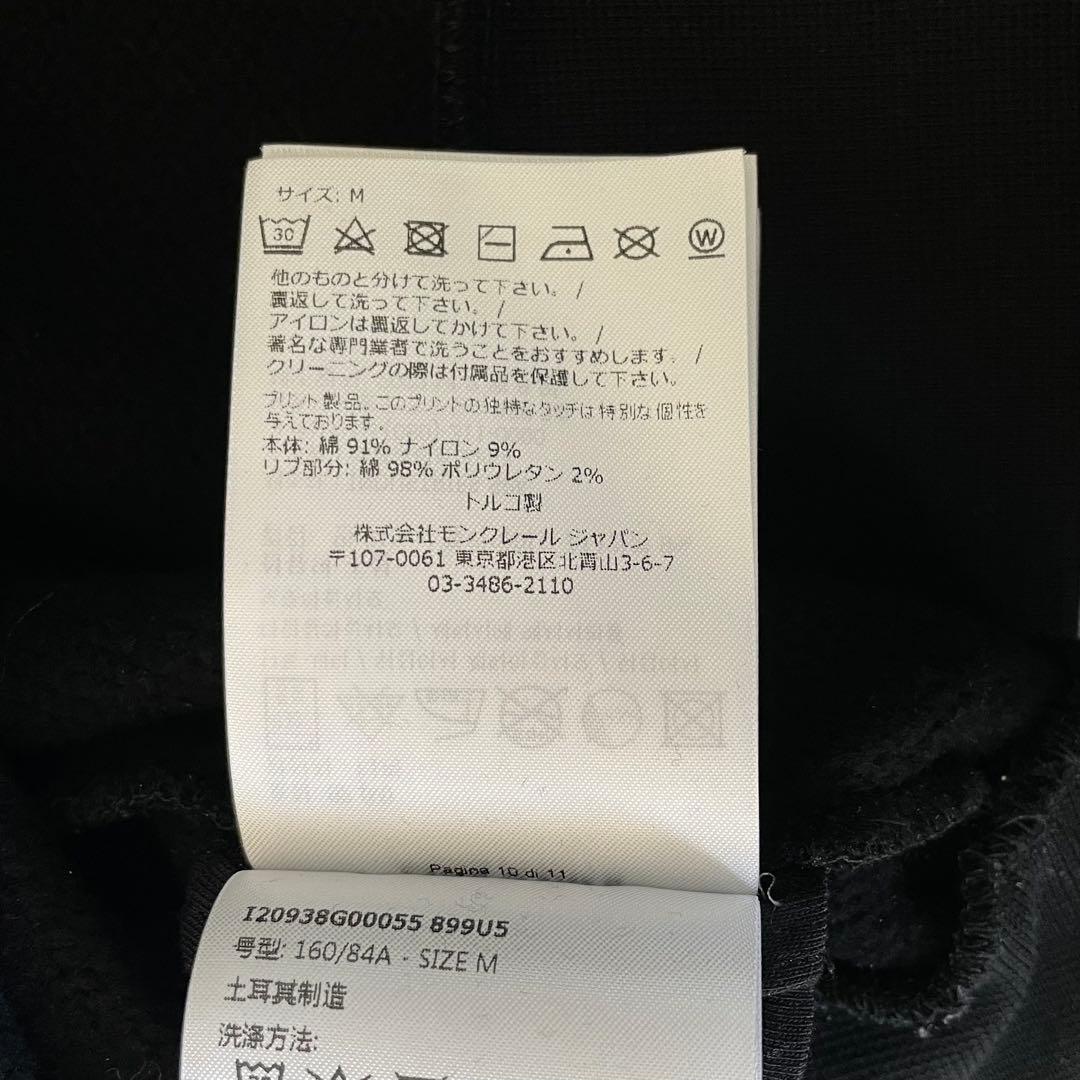 サイズ: M
30
W
他のものと分けて洗って下さい。 /
裏返して洗って下さい。 /
アイロンは裏返してかけて下さい。 /
著名な専門業者で洗うことをおすすめします。 /
クリーニングの際は付属品を保護して下さい。
プリント製品。このプリントの独特なタッチは特別な個性を
与えております。
本体: 綿 91% ナイロン 9%
リブ部分: 綿 98% ポリウレタン 2%
トルコ製
株式会社モンクレール ジャパン
〒107-0061 東京都港区北青山3-6-7
03-3486-2110
Pagina 10 di 11
I20938G00055 899U5
号型: 160/84A - SIZE M
土耳其制造
洗涤方法: